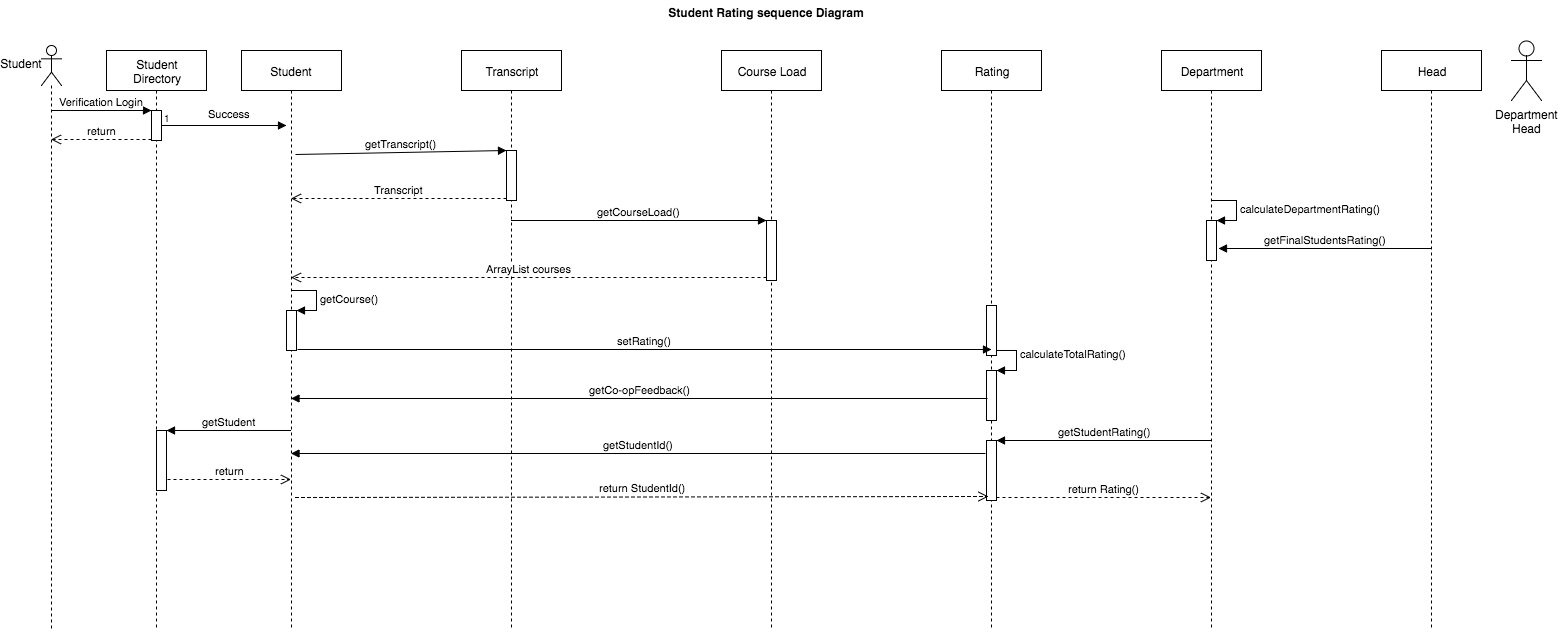 Student Rating sequence Diagram
Student
Student
Directory
Student
Transcript
Course Load
Rating
Department
Head
Department
Head
Verification Login
1
Success
return
getTranscript()
Transcript
getCourseLoad()
calculateDepartmentRating()
getFinalStudentsRating()
ArrayList courses
getCourse()
setRating()
calculateTotalRating()
getCo-opFeedback()
getStudent
getStudentRating()
getStudentId()
return
return StudentId()
return Rating()